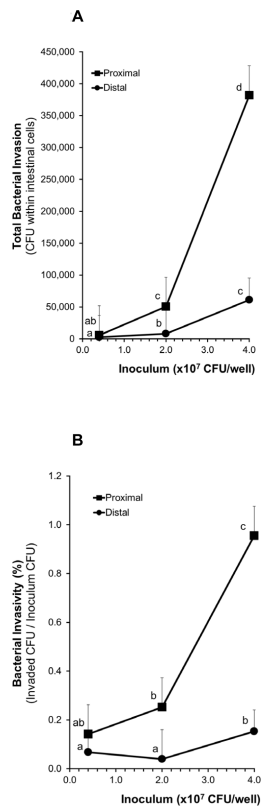 A
450,000
400,000
350,000
300,000
250,000
200,000
150,000
100,000
50,000
0
Total Bacterial Invasion
(CFU within intestinal cells)
Proximal
Distal
d
c
c
b
ab
a
0.0 1.0 2.0 3.0 4.0
Inoculum (x10⁷ CFU/well)
B
1.2
1.0
0.8
0.6
0.4
0.2
0.0
Bacterial Invasivity (%)
(Invaded CFU / Inoculum CFU)
Proximal
Distal
c
b
b
ab
a
a
0.0 1.0 2.0 3.0 4.0
Inoculum (x10⁷ CFU/well)